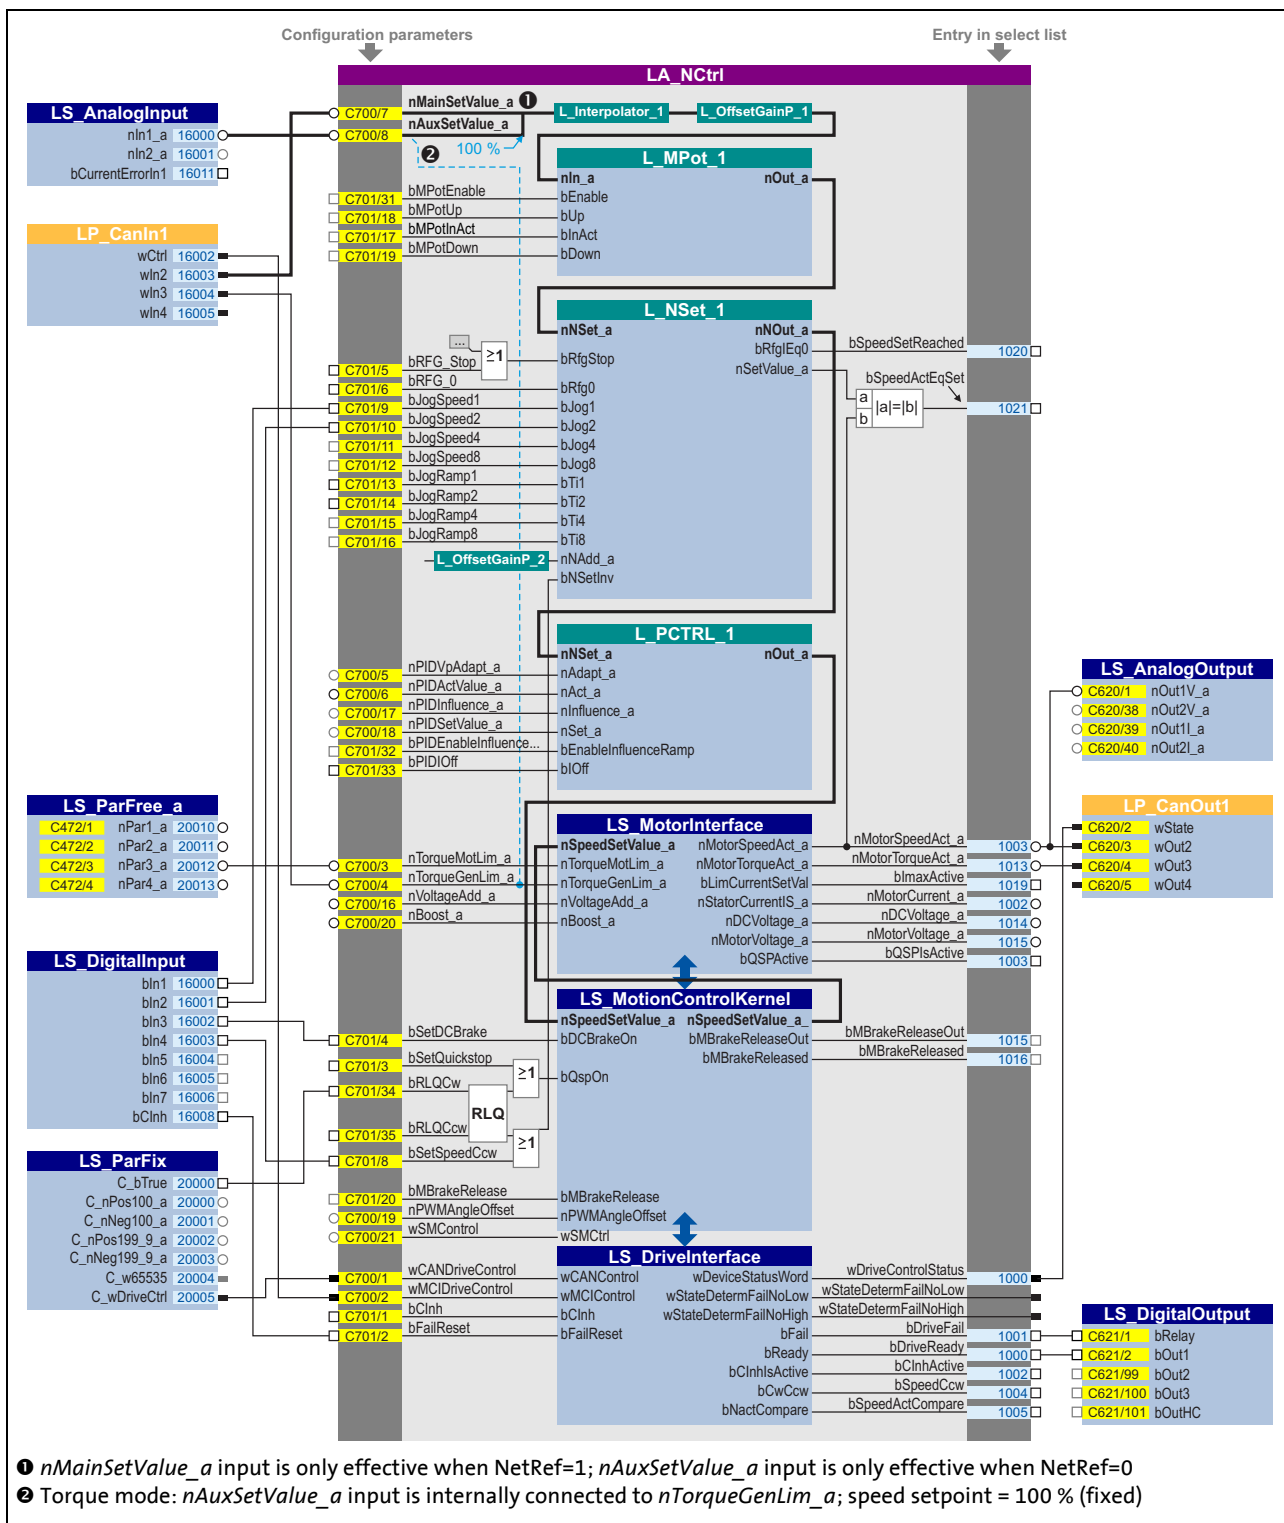 Configuration parameters
Entry in select list
LA_NCtrl
LS_AnalogInput
nIn1_a 16000
nIn2_a 16001
bCurrentErrorIn1 16011
LP_CanIn1
wCtrl 16002
wIn2 16003
wIn3 16004
wIn4 16005
LS_ParFree_a
C472/1 nPar1_a 20010
C472/2 nPar2_a 20011
C472/3 nPar3_a 20012
C472/4 nPar4_a 20013
LS_DigitalInput
bIn1 16000
bIn2 16001
bIn3 16002
bIn4 16003
bIn5 16004
bIn6 16005
bIn7 16006
bCInh 16008
LS_ParFix
C_bTrue 20000
C_nPos100_a 20000
C_nNeg100_a 20001
C_nPos199_9_a 20002
C_nNeg199_9_a 20003
C_w65535 20004
C_wDriveCtrl 20005
C700/7 nMainSetValue_a ❶
C700/8 nAuxSetValue_a
❷ 100 %
L_Interpolator_1
L_OffsetGainP_1
L_MPot_1
nIn_a nOut_a
C701/31 bMPotEnable bEnable
C701/18 bMPotUp bUp
C701/17 bMPotInAct bInAct
C701/19 bMPotDown bDown
L_NSet_1
nNSet_a nNOut_a
bRfgIEq0 bSpeedSetReached 1020
nSetValue_a
bSpeedActEqSet
a
b
|a|=|b|
1021
...
≥1
C701/5 bRFG_Stop bRfgStop
C701/6 bRFG_0 bRfg0
C701/9 bJogSpeed1 bJog1
C701/10 bJogSpeed2 bJog2
C701/11 bJogSpeed4 bJog4
C701/12 bJogSpeed8 bJog8
C701/13 bJogRamp1 bTi1
C701/14 bJogRamp2 bTi2
C701/15 bJogRamp4 bTi4
C701/16 bJogRamp8 bTi8
L_OffsetGainP_2 nNAdd_a
bNSetInv
L_PCTRL_1
nNSet_a nOut_a
C700/5 nPIDVpAdapt_a nAdapt_a
C700/6 nPIDActValue_a nAct_a
C700/17 nPIDInfluence_a nInfluence_a
C700/18 nPIDSetValue_a nSet_a
C701/32 bPIDEnableInfluence... bEnableInfluenceRamp
C701/33 bPIDIOff bIOff
LS_MotorInterface
nSpeedSetValue_a nMotorSpeedAct_a nMotorSpeedAct_a 1003
C700/3 nTorqueMotLim_a nTorqueMotLim_a nMotorTorqueAct_a nMotorTorqueAct_a 1013
C700/4 nTorqueGenLim_a nTorqueGenLim_a bLimCurrentSetVal bImaxActive 1019
C700/16 nVoltageAdd_a nVoltageAdd_a nStatorCurrentIS_a nMotorCurrent_a 1002
C700/20 nBoost_a nBoost_a nDCVoltage_a nDCVoltage_a 1014
nMotorVoltage_a nMotorVoltage_a 1015
bQSPActive bQSPIsActive 1003
LS_MotionControlKernel
nSpeedSetValue_a nSpeedSetValue_a_
C701/4 bSetDCBrake bDCBrakeOn bMBrakeReleaseOut bMBrakeReleaseOut 1015
bMBrakeReleased bMBrakeReleased 1016
C701/3 bSetQuickstop
≥1 bQspOn
C701/34 bRLQCw
RLQ
C701/35 bRLQCcw
≥1
C701/8 bSetSpeedCcw
C701/20 bMBrakeRelease bMBrakeRelease
C700/19 nPWMAngleOffset nPWMAngleOffset
C700/21 wSMControl wSMCtrl
LS_DriveInterface
C700/1 wCANDriveControl wCANControl wDeviceStatusWord wDriveControlStatus 1000
C700/2 wMCIDriveControl wMCIControl wStateDetermFailNoLow wStateDetermFailNoLow
C701/1 bCInh bCInh wStateDetermFailNoHigh wStateDetermFailNoHigh
C701/2 bFailReset bFailReset bFail bDriveFail 1001
bReady bDriveReady 1000
bCInhIsActive bCInhActive 1002
bCwCcw bSpeedCcw 1004
bNactCompare bSpeedActCompare 1005
LS_AnalogOutput
C620/1 nOut1V_a
C620/38 nOut2V_a
C620/39 nOut1I_a
C620/40 nOut2I_a
LP_CanOut1
C620/2 wState
C620/3 wOut2
C620/4 wOut3
C620/5 wOut4
LS_DigitalOutput
C621/1 bRelay
C621/2 bOut1
C621/99 bOut2
C621/100 bOut3
C621/101 bOutHC
❶ nMainSetValue_a input is only effective when NetRef=1; nAuxSetValue_a input is only effective when NetRef=0
❷ Torque mode: nAuxSetValue_a input is internally connected to nTorqueGenLim_a; speed setpoint = 100 % (fixed)